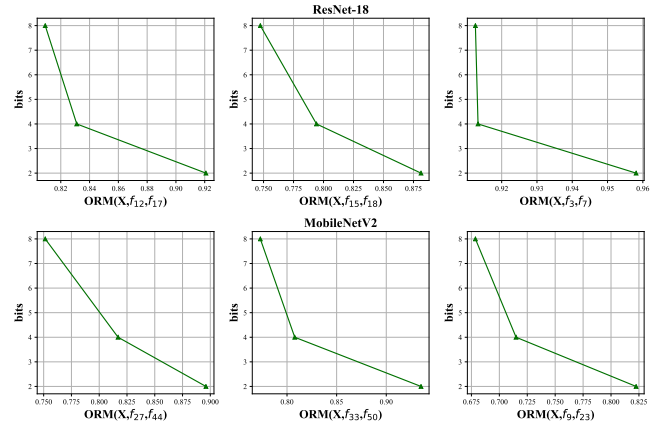 ResNet-18
bits
8
7
6
5
4
3
2
0.82 0.84 0.86 0.88 0.90 0.92
ORM(X,f12,f17)
bits
8
7
6
5
4
3
2
0.750 0.775 0.800 0.825 0.850 0.875
ORM(X,f15,f18)
bits
8
7
6
5
4
3
2
0.92 0.93 0.94 0.95 0.96
ORM(X,f3,f7)
MobileNetV2
bits
8
7
6
5
4
3
2
0.750 0.775 0.800 0.825 0.850 0.875 0.900
ORM(X,f27,f44)
bits
8
7
6
5
4
3
2
0.80 0.85 0.90
ORM(X,f33,f50)
bits
8
7
6
5
4
3
2
0.675 0.700 0.725 0.750 0.775 0.800 0.825
ORM(X,f9,f23)